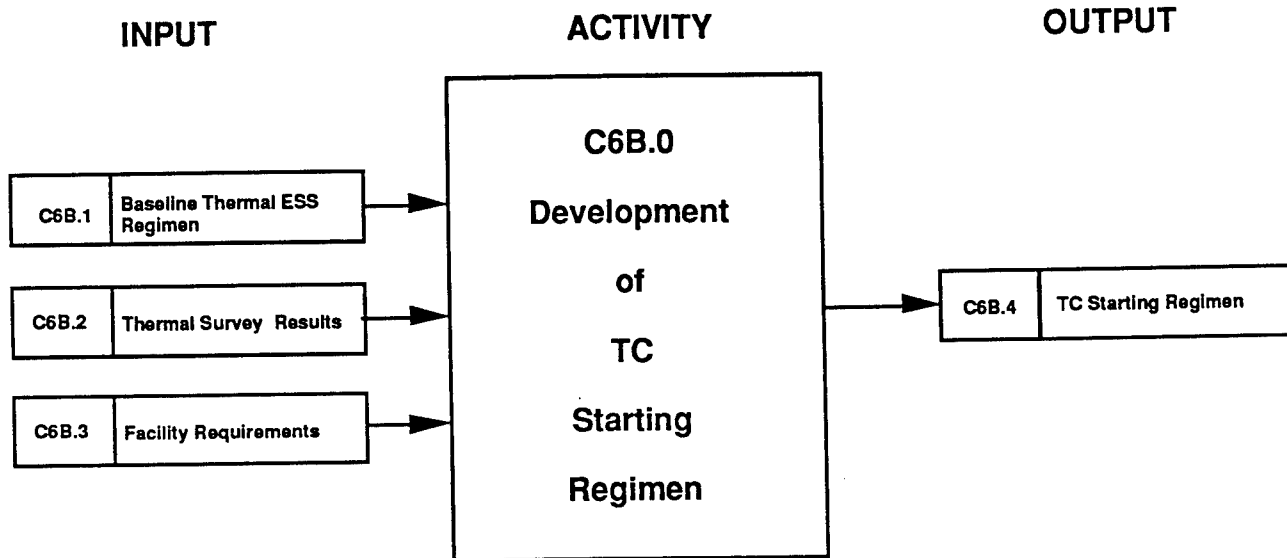 INPUT
ACTIVITY
OUTPUT
C6B.1
Baseline Thermal ESS
Regimen
C6B.2
Thermal Survey Results
C6B.3
Facility Requirements
C6B.0
Development
of
TC
Starting
Regimen
C6B.4
TC Starting Regimen